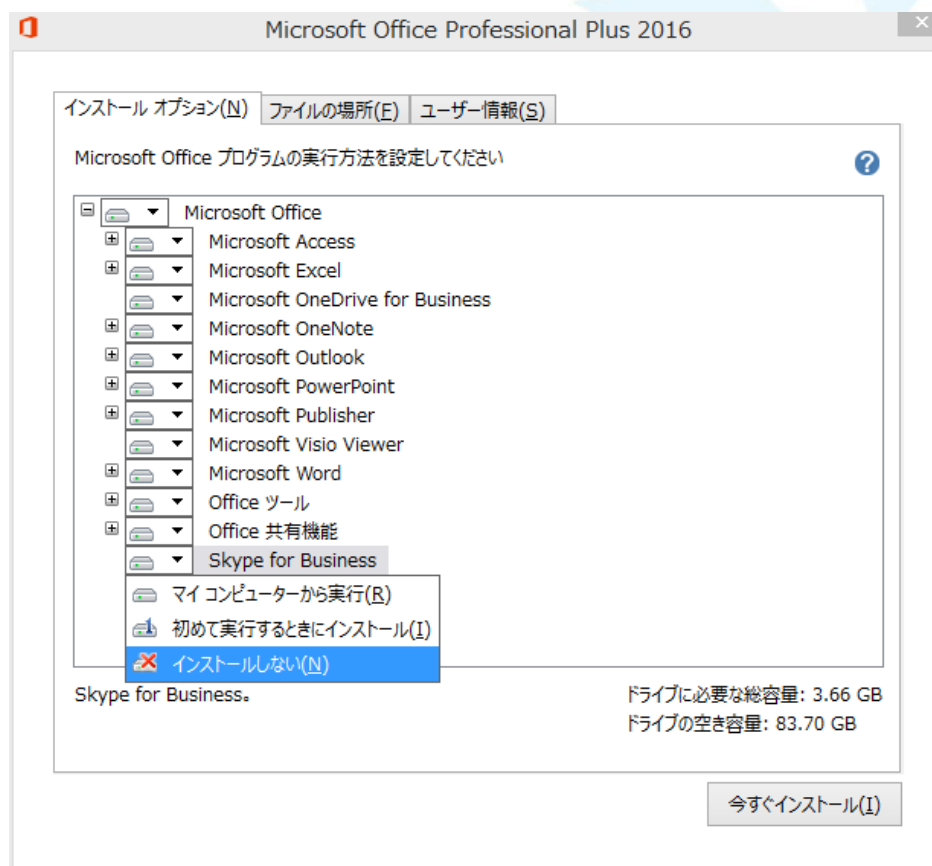 Microsoft Office Professional Plus 2016
インストール オプション(N) ファイルの場所(F) ユーザー情報(S)
Microsoft Office プログラムの実行方法を設定してください
Microsoft Office
Microsoft Access
Microsoft Excel
Microsoft OneDrive for Business
Microsoft OneNote
Microsoft Outlook
Microsoft PowerPoint
Microsoft Publisher
Microsoft Visio Viewer
Microsoft Word
Office ツール
Office 共有機能
Skype for Business
マイ コンピューターから実行(R)
初めて実行するときにインストール(I)
インストールしない(N)
Skype for Business。
ドライブに必要な総容量: 3.66 GB
ドライブの空き容量: 83.70 GB
今すぐインストール(I)